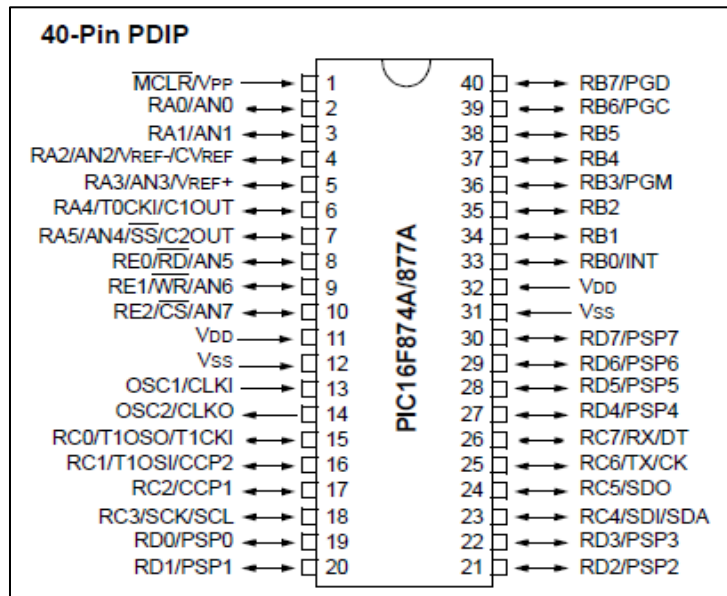 40-Pin PDIP
MCLR/VPP 1 40 RB7/PGD
RA0/AN0 2 39 RB6/PGC
RA1/AN1 3 38 RB5
RA2/AN2/VREF-/CVREF 4 37 RB4
RA3/AN3/VREF+ 5 36 RB3/PGM
RA4/T0CKI/C1OUT 6 35 RB2
RA5/AN4/SS/C2OUT 7 34 RB1
RE0/RD/AN5 8 33 RB0/INT
RE1/WR/AN6 9 32 VDD
RE2/CS/AN7 10 31 VSS
VDD 11 30 RD7/PSP7
VSS 12 29 RD6/PSP6
OSC1/CLKI 13 28 RD5/PSP5
OSC2/CLKO 14 27 RD4/PSP4
RC0/T1OSO/T1CKI 15 26 RC7/RX/DT
RC1/T1OSI/CCP2 16 25 RC6/TX/CK
RC2/CCP1 17 24 RC5/SDO
RC3/SCK/SCL 18 23 RC4/SDI/SDA
RD0/PSP0 19 22 RD3/PSP3
RD1/PSP1 20 21 RD2/PSP2
PIC16F874A/877A